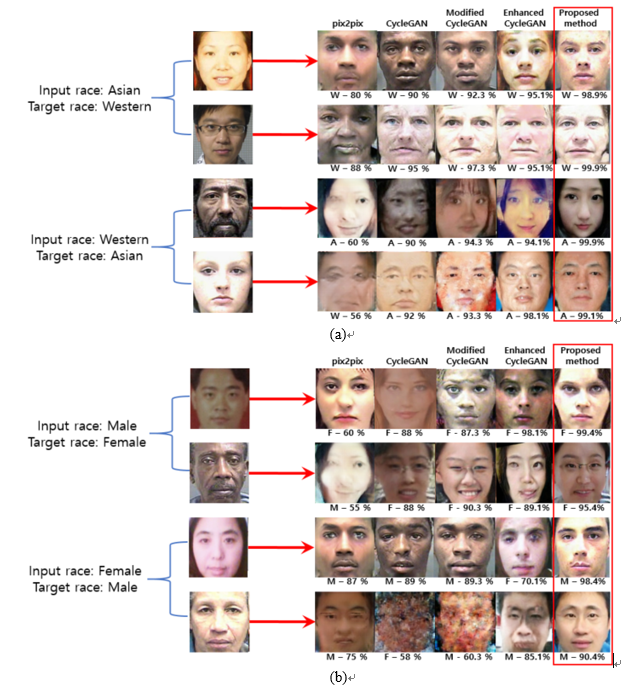 pix2pix CycleGAN Modified CycleGAN Enhanced CycleGAN Proposed method
Input race: Asian
Target race: Western
W – 80 % W – 90 % W - 92.3 % W – 95.1% W – 98.9%
W – 88 % W – 95 % W - 97.3 % W – 95.1% W – 99.9%
Input race: Western
Target race: Asian
A – 60 % A – 90 % A - 94.3 % A – 94.1% A – 99.9%
W – 56 % A – 92 % A - 93.3 % A – 98.1% A – 99.1%
(a)
pix2pix CycleGAN Modified CycleGAN Enhanced CycleGAN Proposed method
Input race: Male
Target race: Female
F – 60 % F – 88 % F - 87.3 % F – 98.1% F – 99.4%
M – 55 % F – 88 % F - 90.3 % F – 89.1% F – 95.4%
Input race: Female
Target race: Male
M – 87 % M – 89 % M - 89.3 % F – 70.1% M – 98.4%
M – 75 % F – 58 % M - 60.3 % M – 85.1% M – 90.4%
(b)